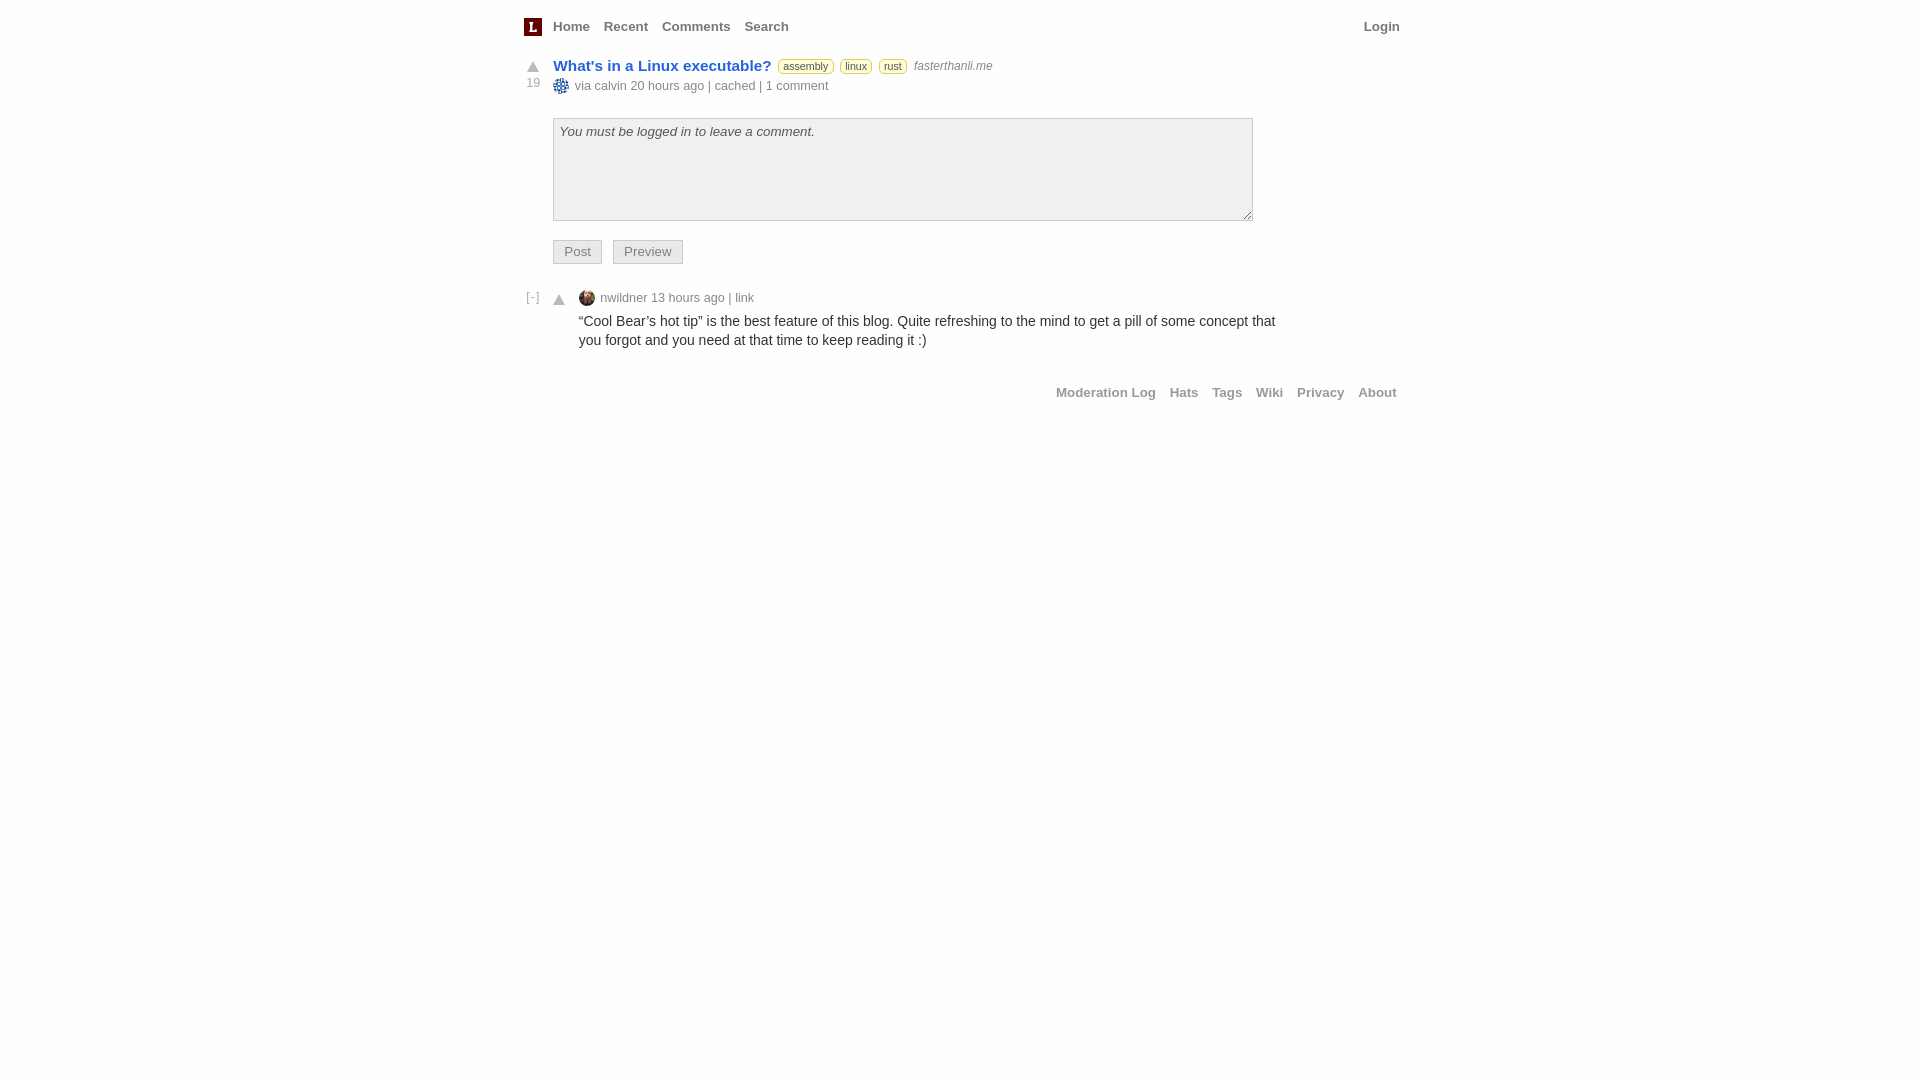 L Home Recent Comments Search Login
What's in a Linux executable? assembly linux rust fasterthanli.me
19 via calvin 20 hours ago | cached | 1 comment
You must be logged in to leave a comment.
Post Preview
[-] nwildner 13 hours ago | link
“Cool Bear’s hot tip” is the best feature of this blog. Quite refreshing to the mind to get a pill of some concept that
you forgot and you need at that time to keep reading it :)
Moderation Log Hats Tags Wiki Privacy About